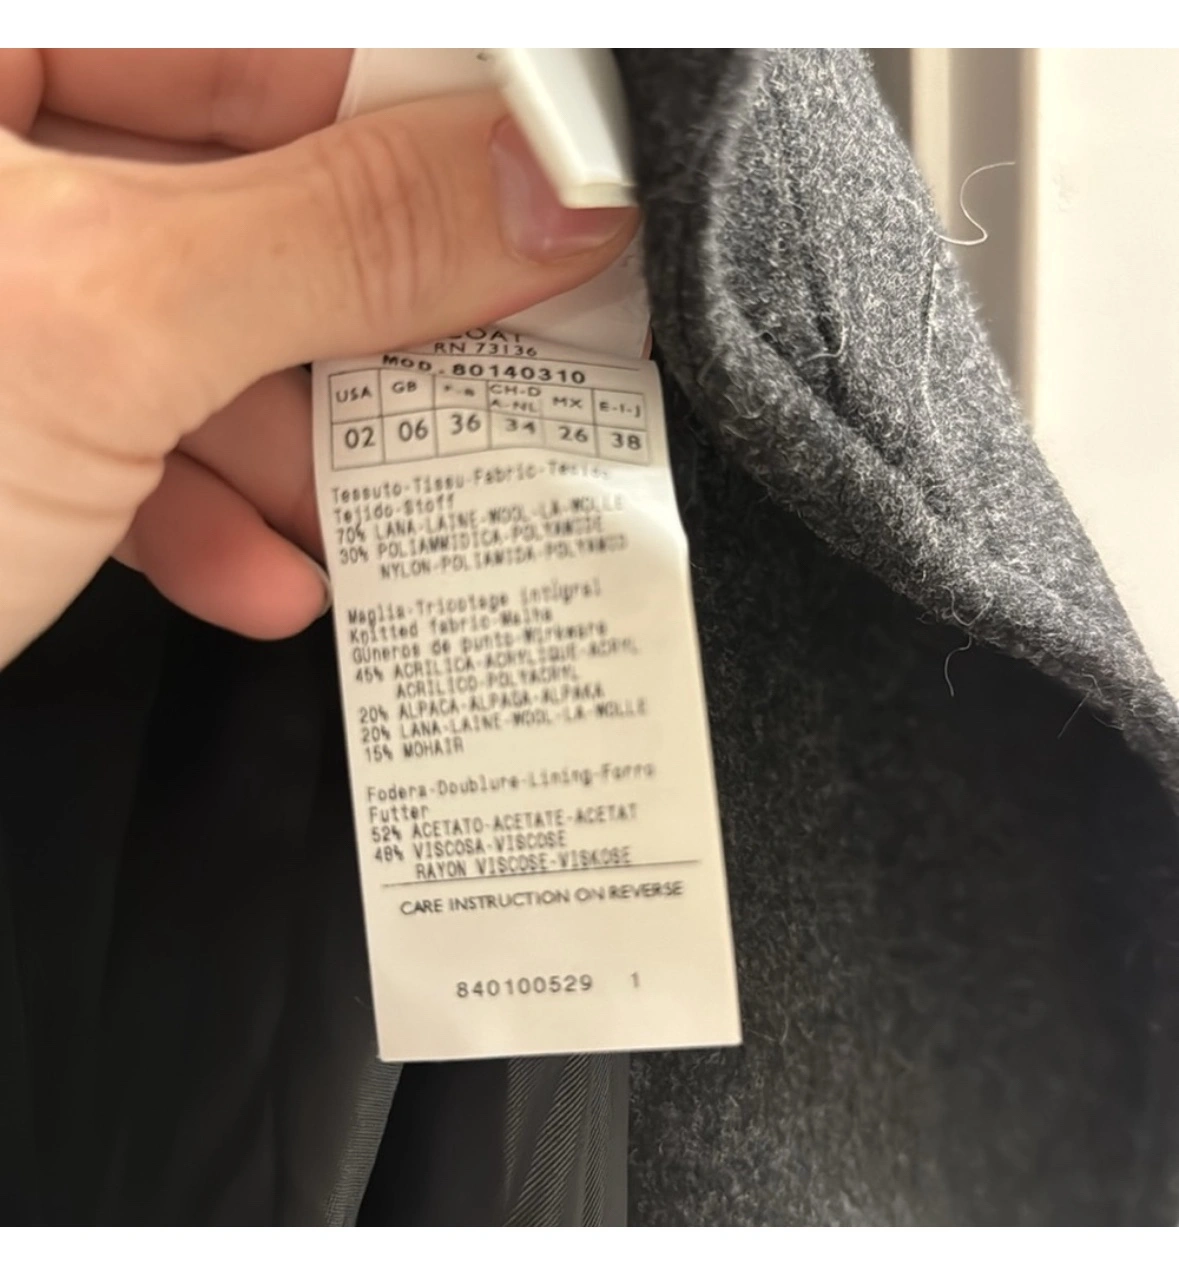 COAT
RN 73136
MOD. 80140310
USA GB F-B CH-D A-NL MX E-I-J
02 06 36 34 26 38
Tessuto-Tissu-Fabric-Tecido
Tejido-Stoff
70% LANA-LAINE-WOOL-LA-WOLLE
30% POLIAMMIDICA-POLYAMIDE
NYLON-POLIAMIDA-POLYAMID
Maglia-Tricotage intégral
Knitted fabric-Malha
Géneros de punto-Wirkware
45% ACRILICA-ACRYLIQUE-ACRYL
ACRILICO-POLYACRYL
20% ALPACA-ALPAGA-ALPAKA
20% LANA-LAINE-WOOL-LA-WOLLE
15% MOHAIR
Fodera-Doublure-Lining-Forro
Futter
52% ACETATO-ACETATE-ACETAT
48% VISCOSA-VISCOSE
RAYON VISCOSE-VISKOSE
CARE INSTRUCTION ON REVERSE
840100529 1